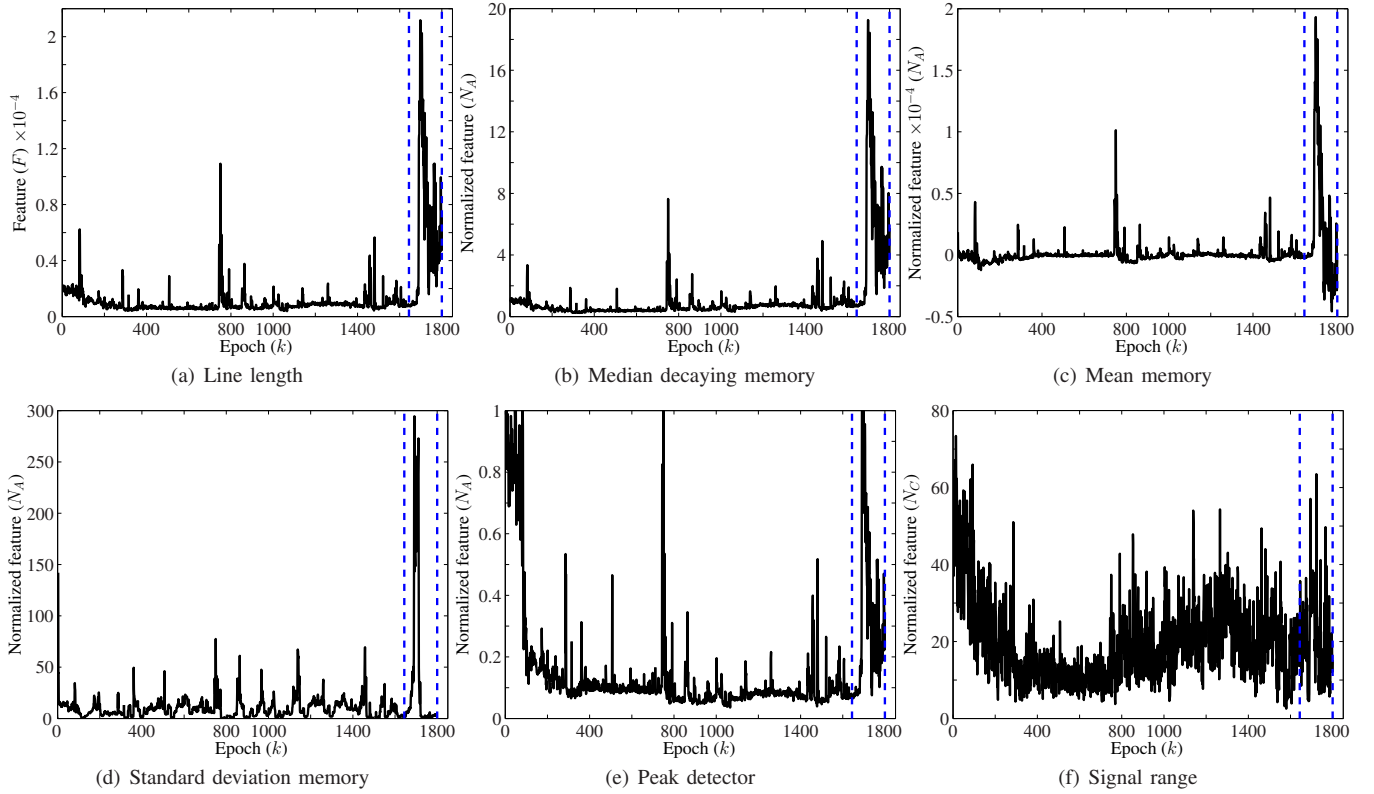 2
1.6
1.2
0.8
0.4
0
Feature (F) ×10−4
0 400 800 1000 1400 1800
Epoch (k)
(a) Line length
20
16
12
8
4
0
Normalized feature (N_A)
0 400 800 1000 1400 1800
Epoch (k)
(b) Median decaying memory
2
1.5
1
0.5
0
-0.5
Normalized feature ×10−4 (N_A)
0 400 800 1000 1400 1800
Epoch (k)
(c) Mean memory
300
250
200
150
100
50
0
Normalized feature (N_A)
0 400 800 1000 1400 1800
Epoch (k)
(d) Standard deviation memory
1
0.8
0.6
0.4
0.2
0
Normalized feature (N_A)
0 400 800 1000 1400 1800
Epoch (k)
(e) Peak detector
80
60
40
20
0
Normalized feature (N_C)
0 400 800 1000 1400 1800
Epoch (k)
(f) Signal range